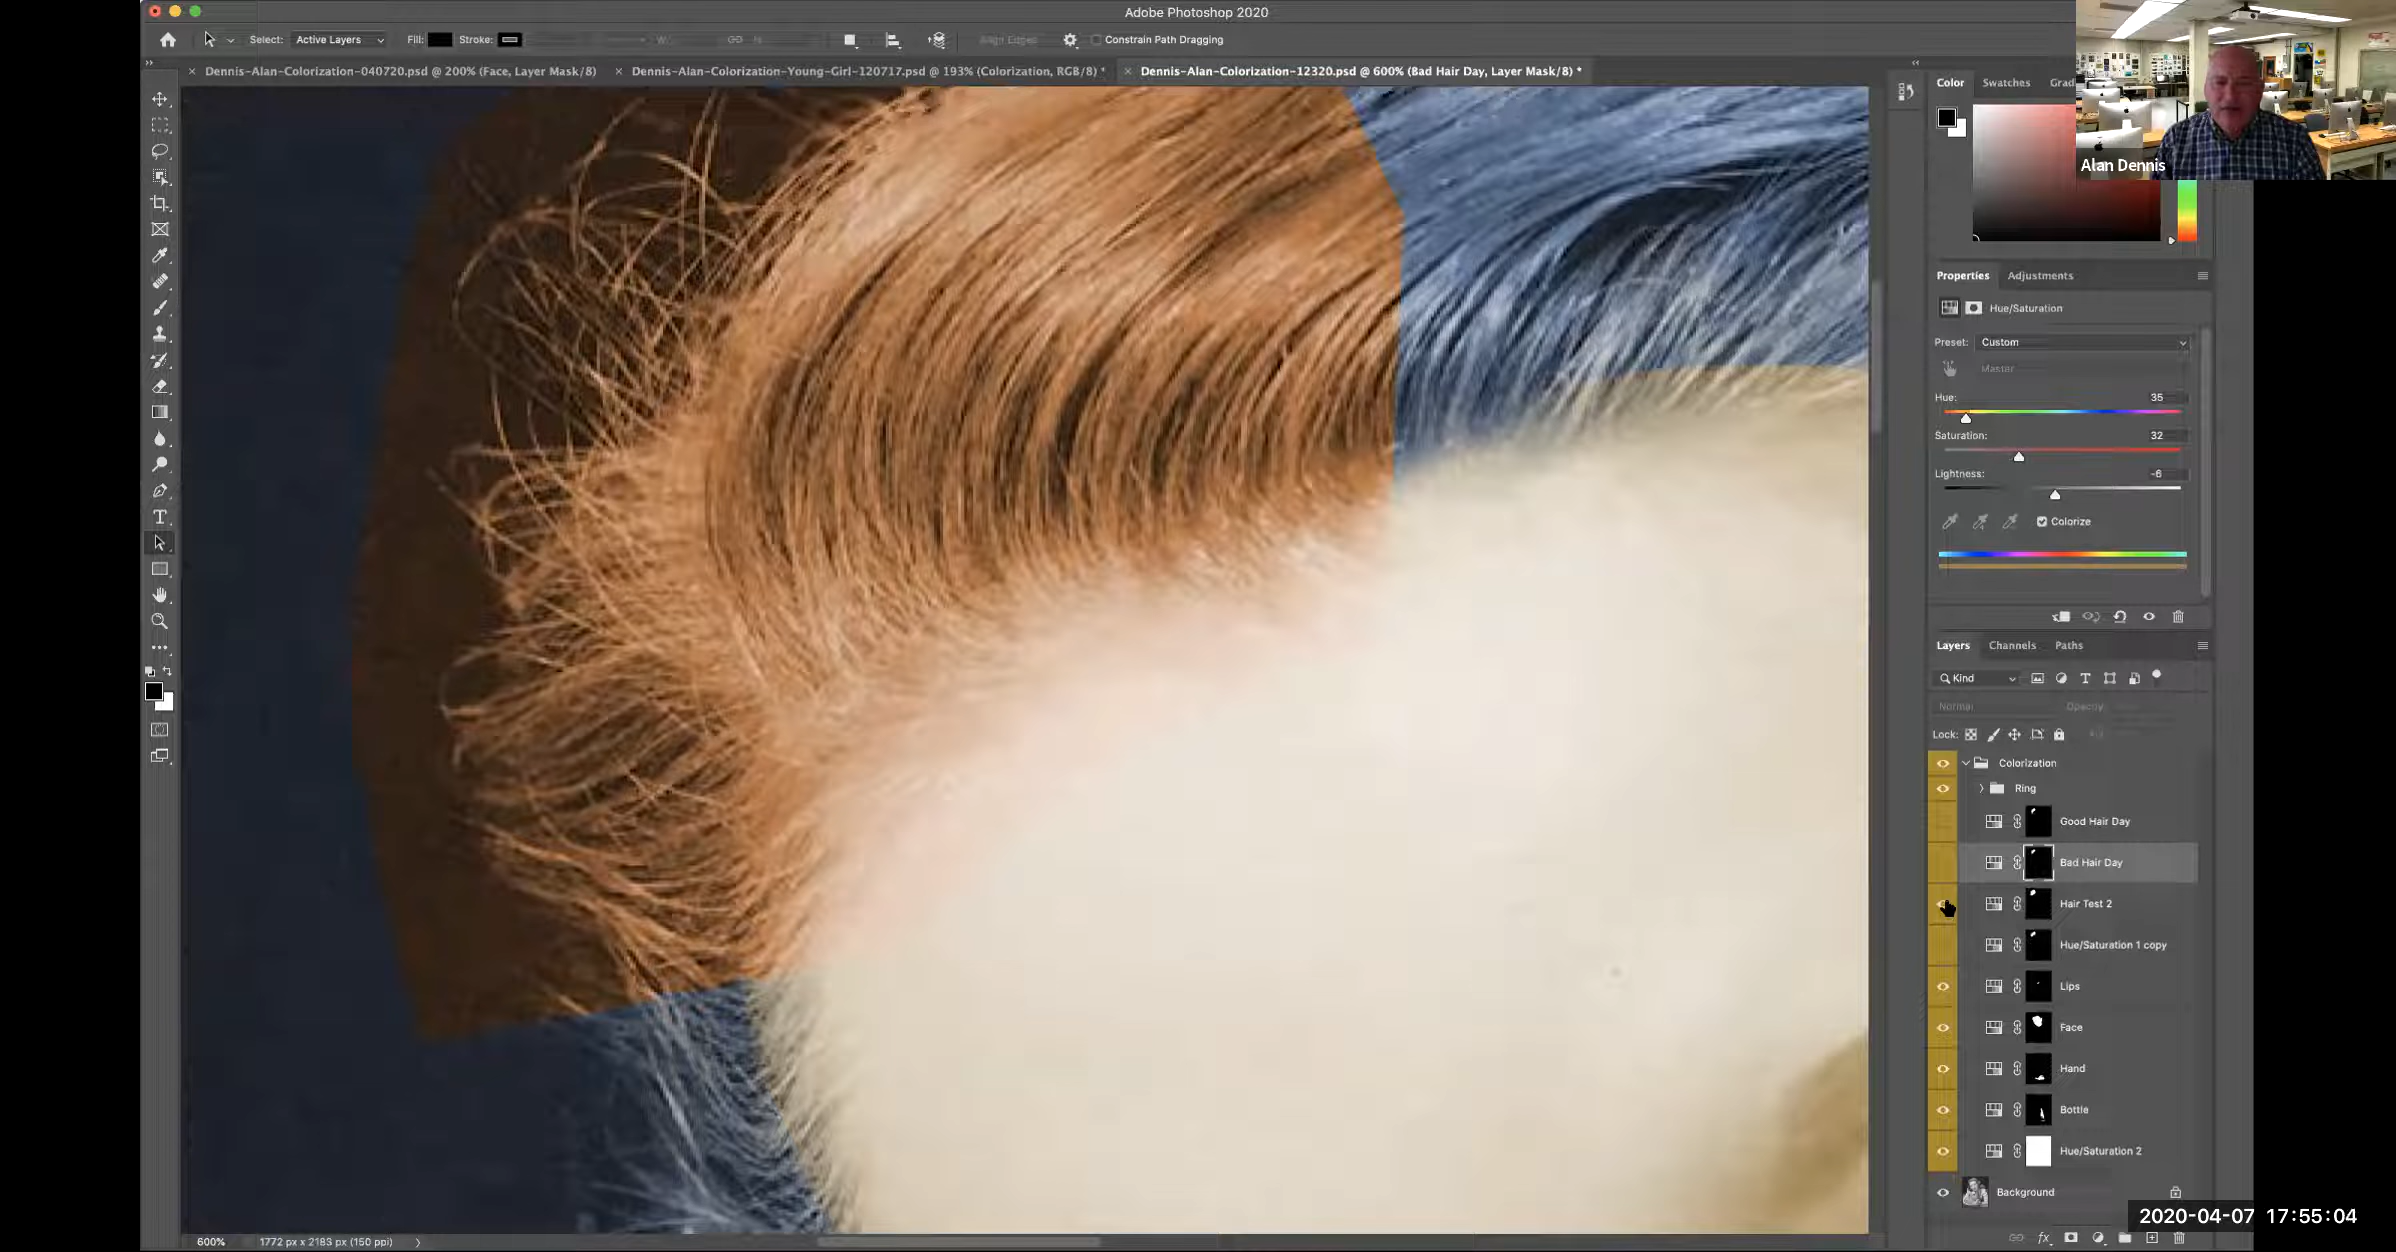 Adobe Photoshop 2020
Select: Active Layers Fill: Stroke: W: Align Edges Constrain Path Dragging
Dennis-Alan-Colorization-040720.psd @ 200% (Face, Layer Mask/8)
Dennis-Alan-Colorization-Young-Girl-120717.psd @ 193% (Colorization, RGB/8) *
Dennis-Alan-Colorization-12320.psd @ 600% (Bad Hair Day, Layer Mask/8) *
Color Swatches Grad
Alan Dennis
Properties Adjustments
Hue/Saturation
Preset: Custom
Master
Hue: 35
Saturation: 32
Lightness: -6
Colorize
Layers Channels Paths
Kind
Normal Opacity:
Lock:
Colorization
Ring
Good Hair Day
Bad Hair Day
Hair Test 2
Hue/Saturation 1 copy
Lips
Face
Hand
Bottle
Hue/Saturation 2
Background
2020-04-07 17:55:04
600% 1772 px x 2183 px (150 ppi)